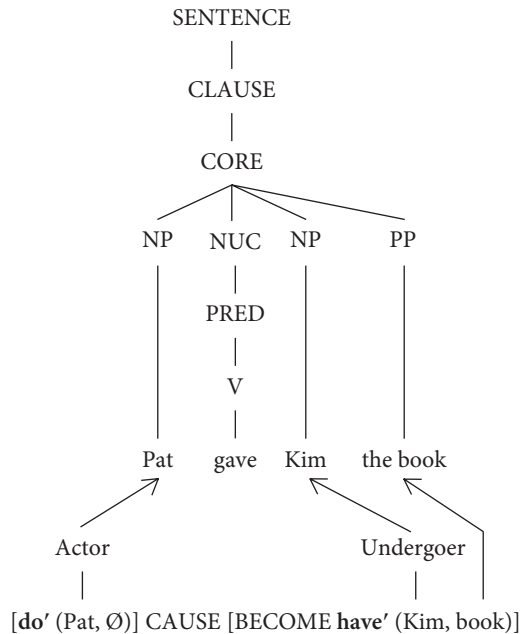 SENTENCE
CLAUSE
CORE
NP NUC NP PP
PRED
V
Pat gave Kim the book
Actor Undergoer
[do′ (Pat, Ø)] CAUSE [BECOME have′ (Kim, book)]